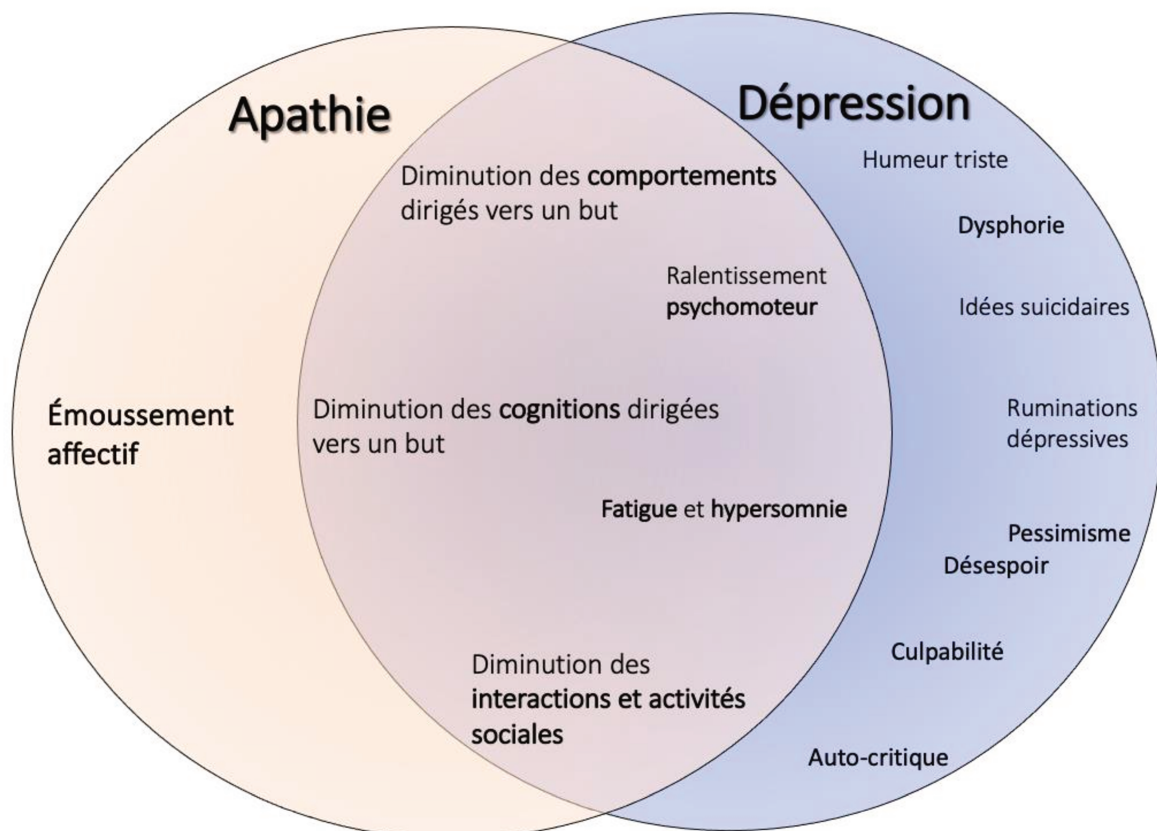 Apathie
Dépression
Humeur triste
Diminution des comportements
dirigés vers un but
Dysphorie
Ralentissement
psychomoteur
Idées suicidaires
Émoussement
affectif
Diminution des cognitions dirigées
vers un but
Ruminations
dépressives
Fatigue et hypersomnie
Pessimisme
Désespoir
Diminution des
interactions et activités
sociales
Culpabilité
Auto-critique